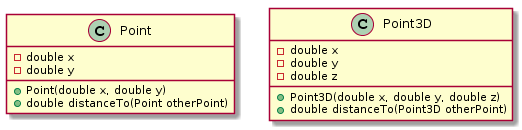 C Point
double x
double y
Point(double x, double y)
double distanceTo(Point otherPoint)
C Point3D
double x
double y
double z
Point3D(double x, double y, double z)
double distanceTo(Point3D otherPoint)